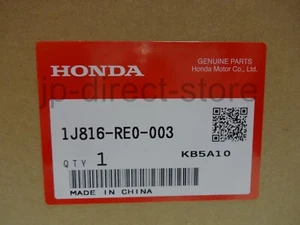 HONDA
GENUINE PARTS
Honda Motor Co., Ltd.
jp-direct-store
1J816-RE0-003
KB5A10
QTY 1
MADE IN CHINA